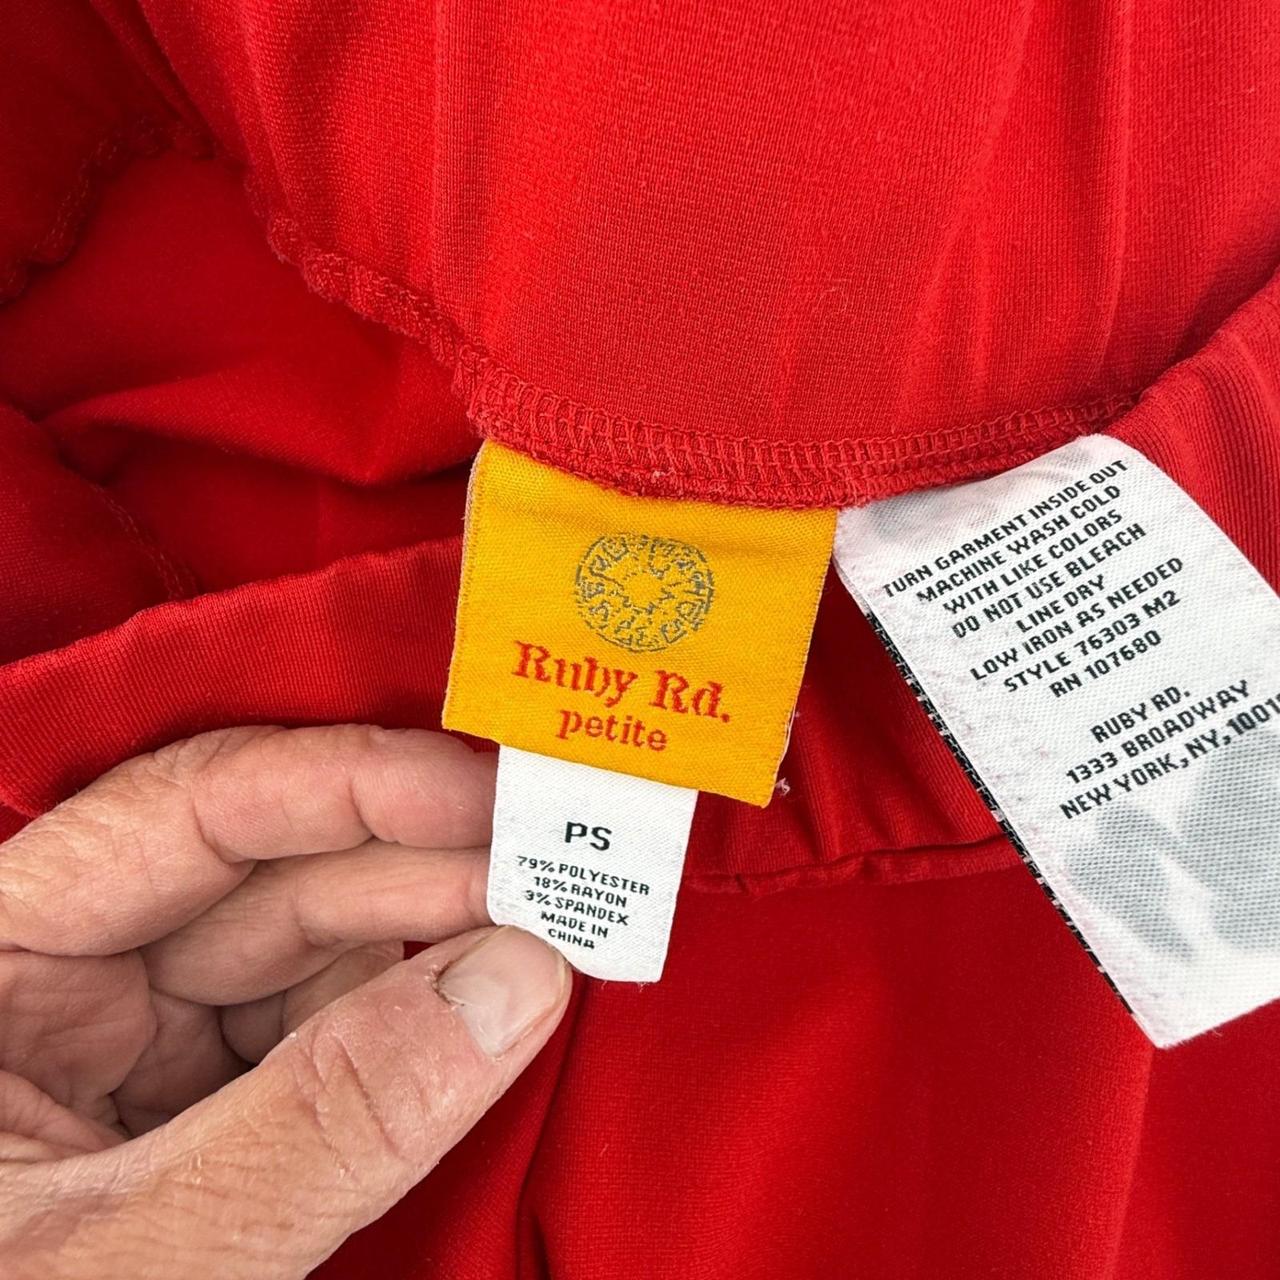 Ruby Rd.
petite
PS
79% POLYESTER
18% RAYON
3% SPANDEX
MADE IN
CHINA
TURN GARMENT INSIDE OUT
MACHINE WASH COLD
WITH LIKE COLORS
DO NOT USE BLEACH
LINE DRY
LOW IRON AS NEEDED
STYLE 76303 M2
RN 107680
RUBY RD.
1333 BROADWAY
NEW YORK, NY,